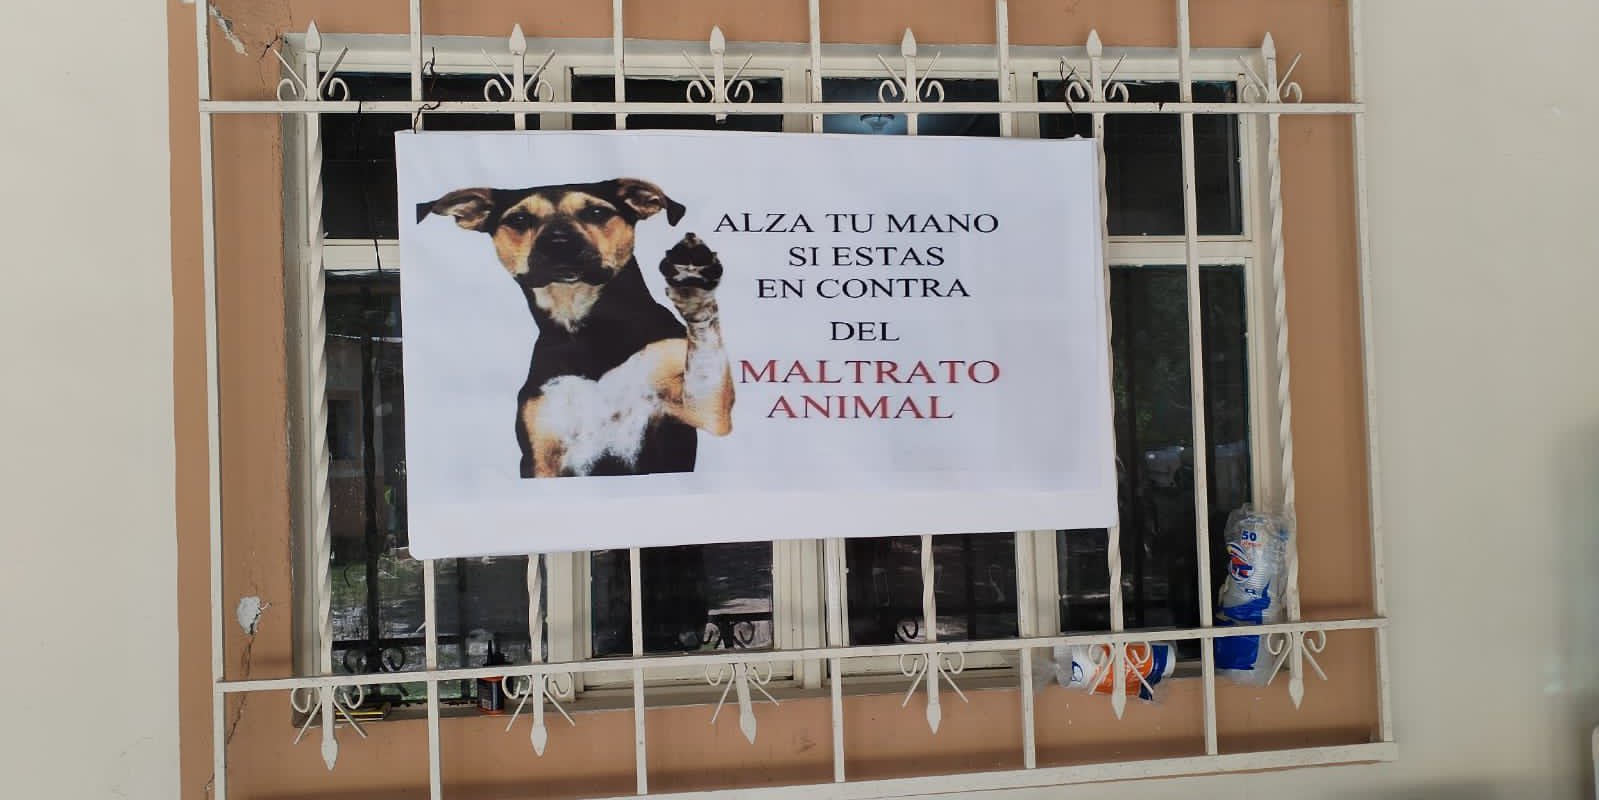 ALZA TU MANO
SI ESTAS
EN CONTRA
DEL
MALTRATO
ANIMAL
50